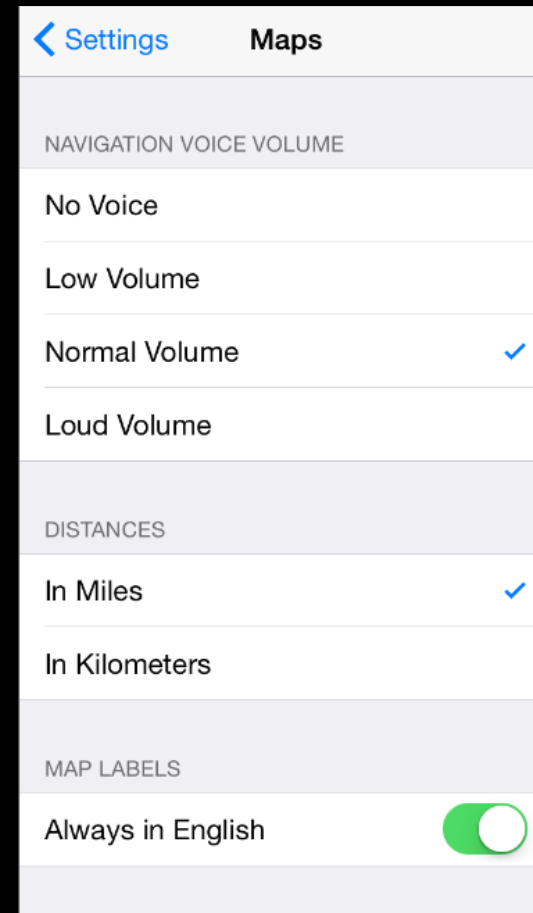 Settings Maps
NAVIGATION VOICE VOLUME
No Voice
Low Volume
Normal Volume
Loud Volume
DISTANCES
In Miles
In Kilometers
MAP LABELS
Always in English